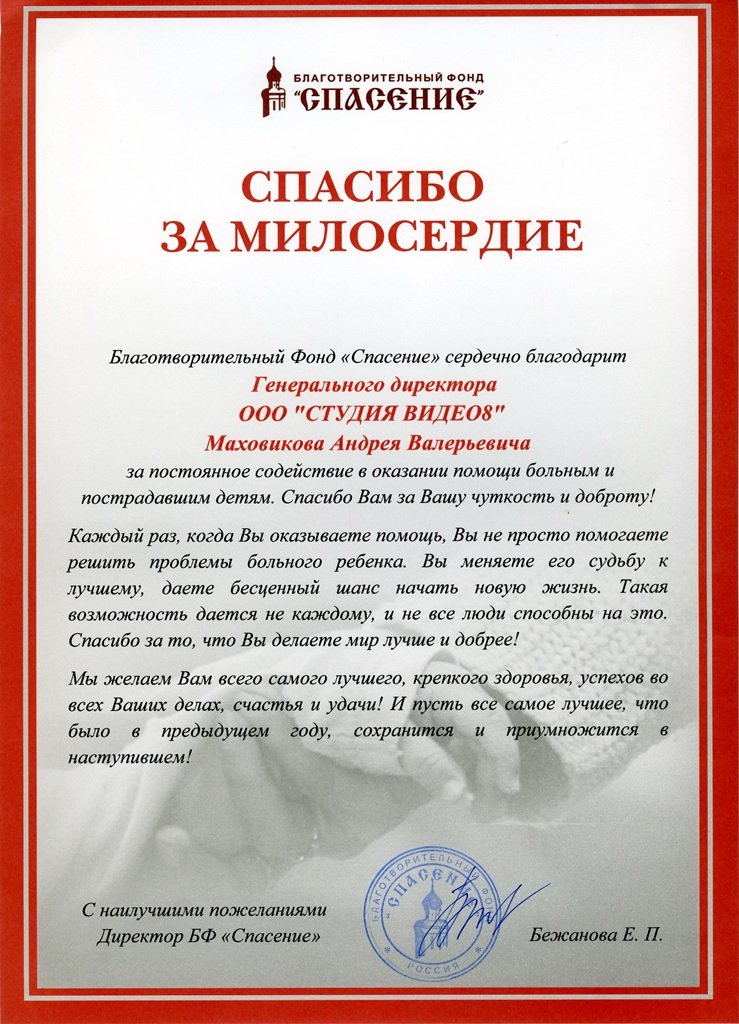 БЛАГОТВОРИТЕЛЬНЫЙ ФОНД
"СПАСЕНИЕ"
СПАСИБО
ЗА МИЛОСЕРДИЕ
Благотворительный Фонд «Спасение» сердечно благодарит
Генерального директора
ООО "СТУДИЯ ВИДЕО8"
Маховикова Андрея Валерьевича
за постоянное содействие в оказании помощи больным и
пострадавшим детям. Спасибо Вам за Вашу чуткость и доброту!
Каждый раз, когда Вы оказываете помощь, Вы не просто помогаете
решить проблемы больного ребенка. Вы меняете его судьбу к
лучшему, даете бесценный шанс начать новую жизнь. Такая
возможность дается не каждому, и не все люди способны на это.
Спасибо за то, что Вы делаете мир лучше и добрее!
Мы желаем Вам всего самого лучшего, крепкого здоровья, успехов во
всех Ваших делах, счастья и удачи! И пусть все самое лучшее, что
было в предыдущем году, сохранится и приумножится в
наступившем!
С наилучшими пожеланиями
Директор БФ «Спасение»
БЛАГОТВОРИТЕЛЬНЫЙ ФОНД
"СПАСЕНИЕ"
* РОССИЯ *
Бежанова Е. П.